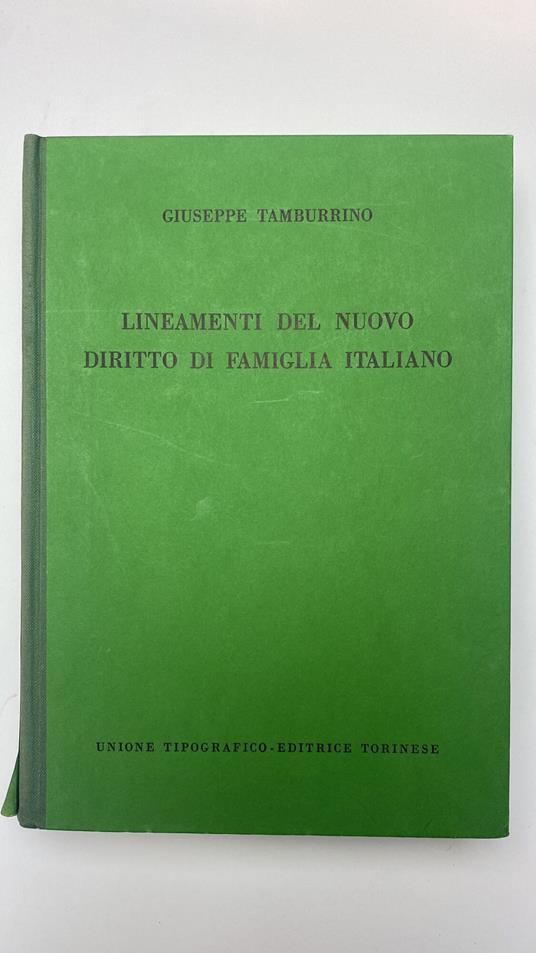 GIUSEPPE TAMBURRINO
LINEAMENTI DEL NUOVO
DIRITTO DI FAMIGLIA ITALIANO
UNIONE TIPOGRAFICO-EDITRICE TORINESE